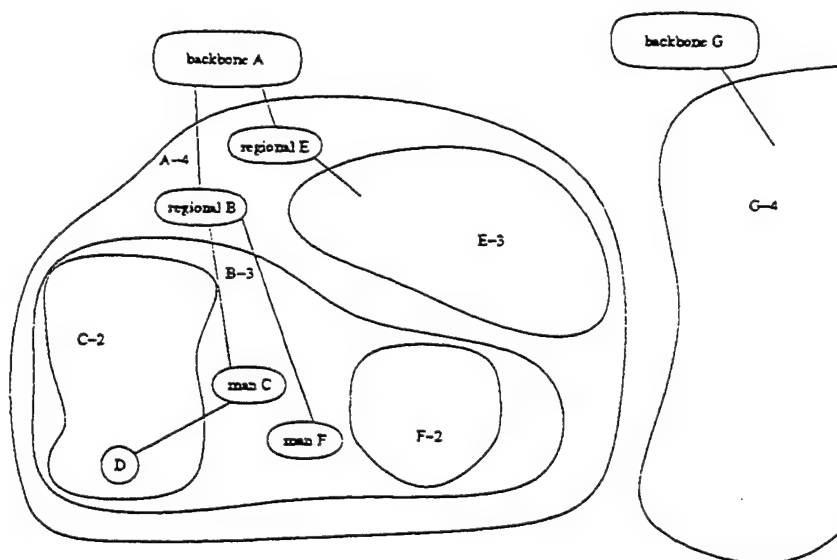 backbone A
backbone G
regional E
A-4
regional B
G-4
E-3
B-3
C-2
man C
man F
F-2
D